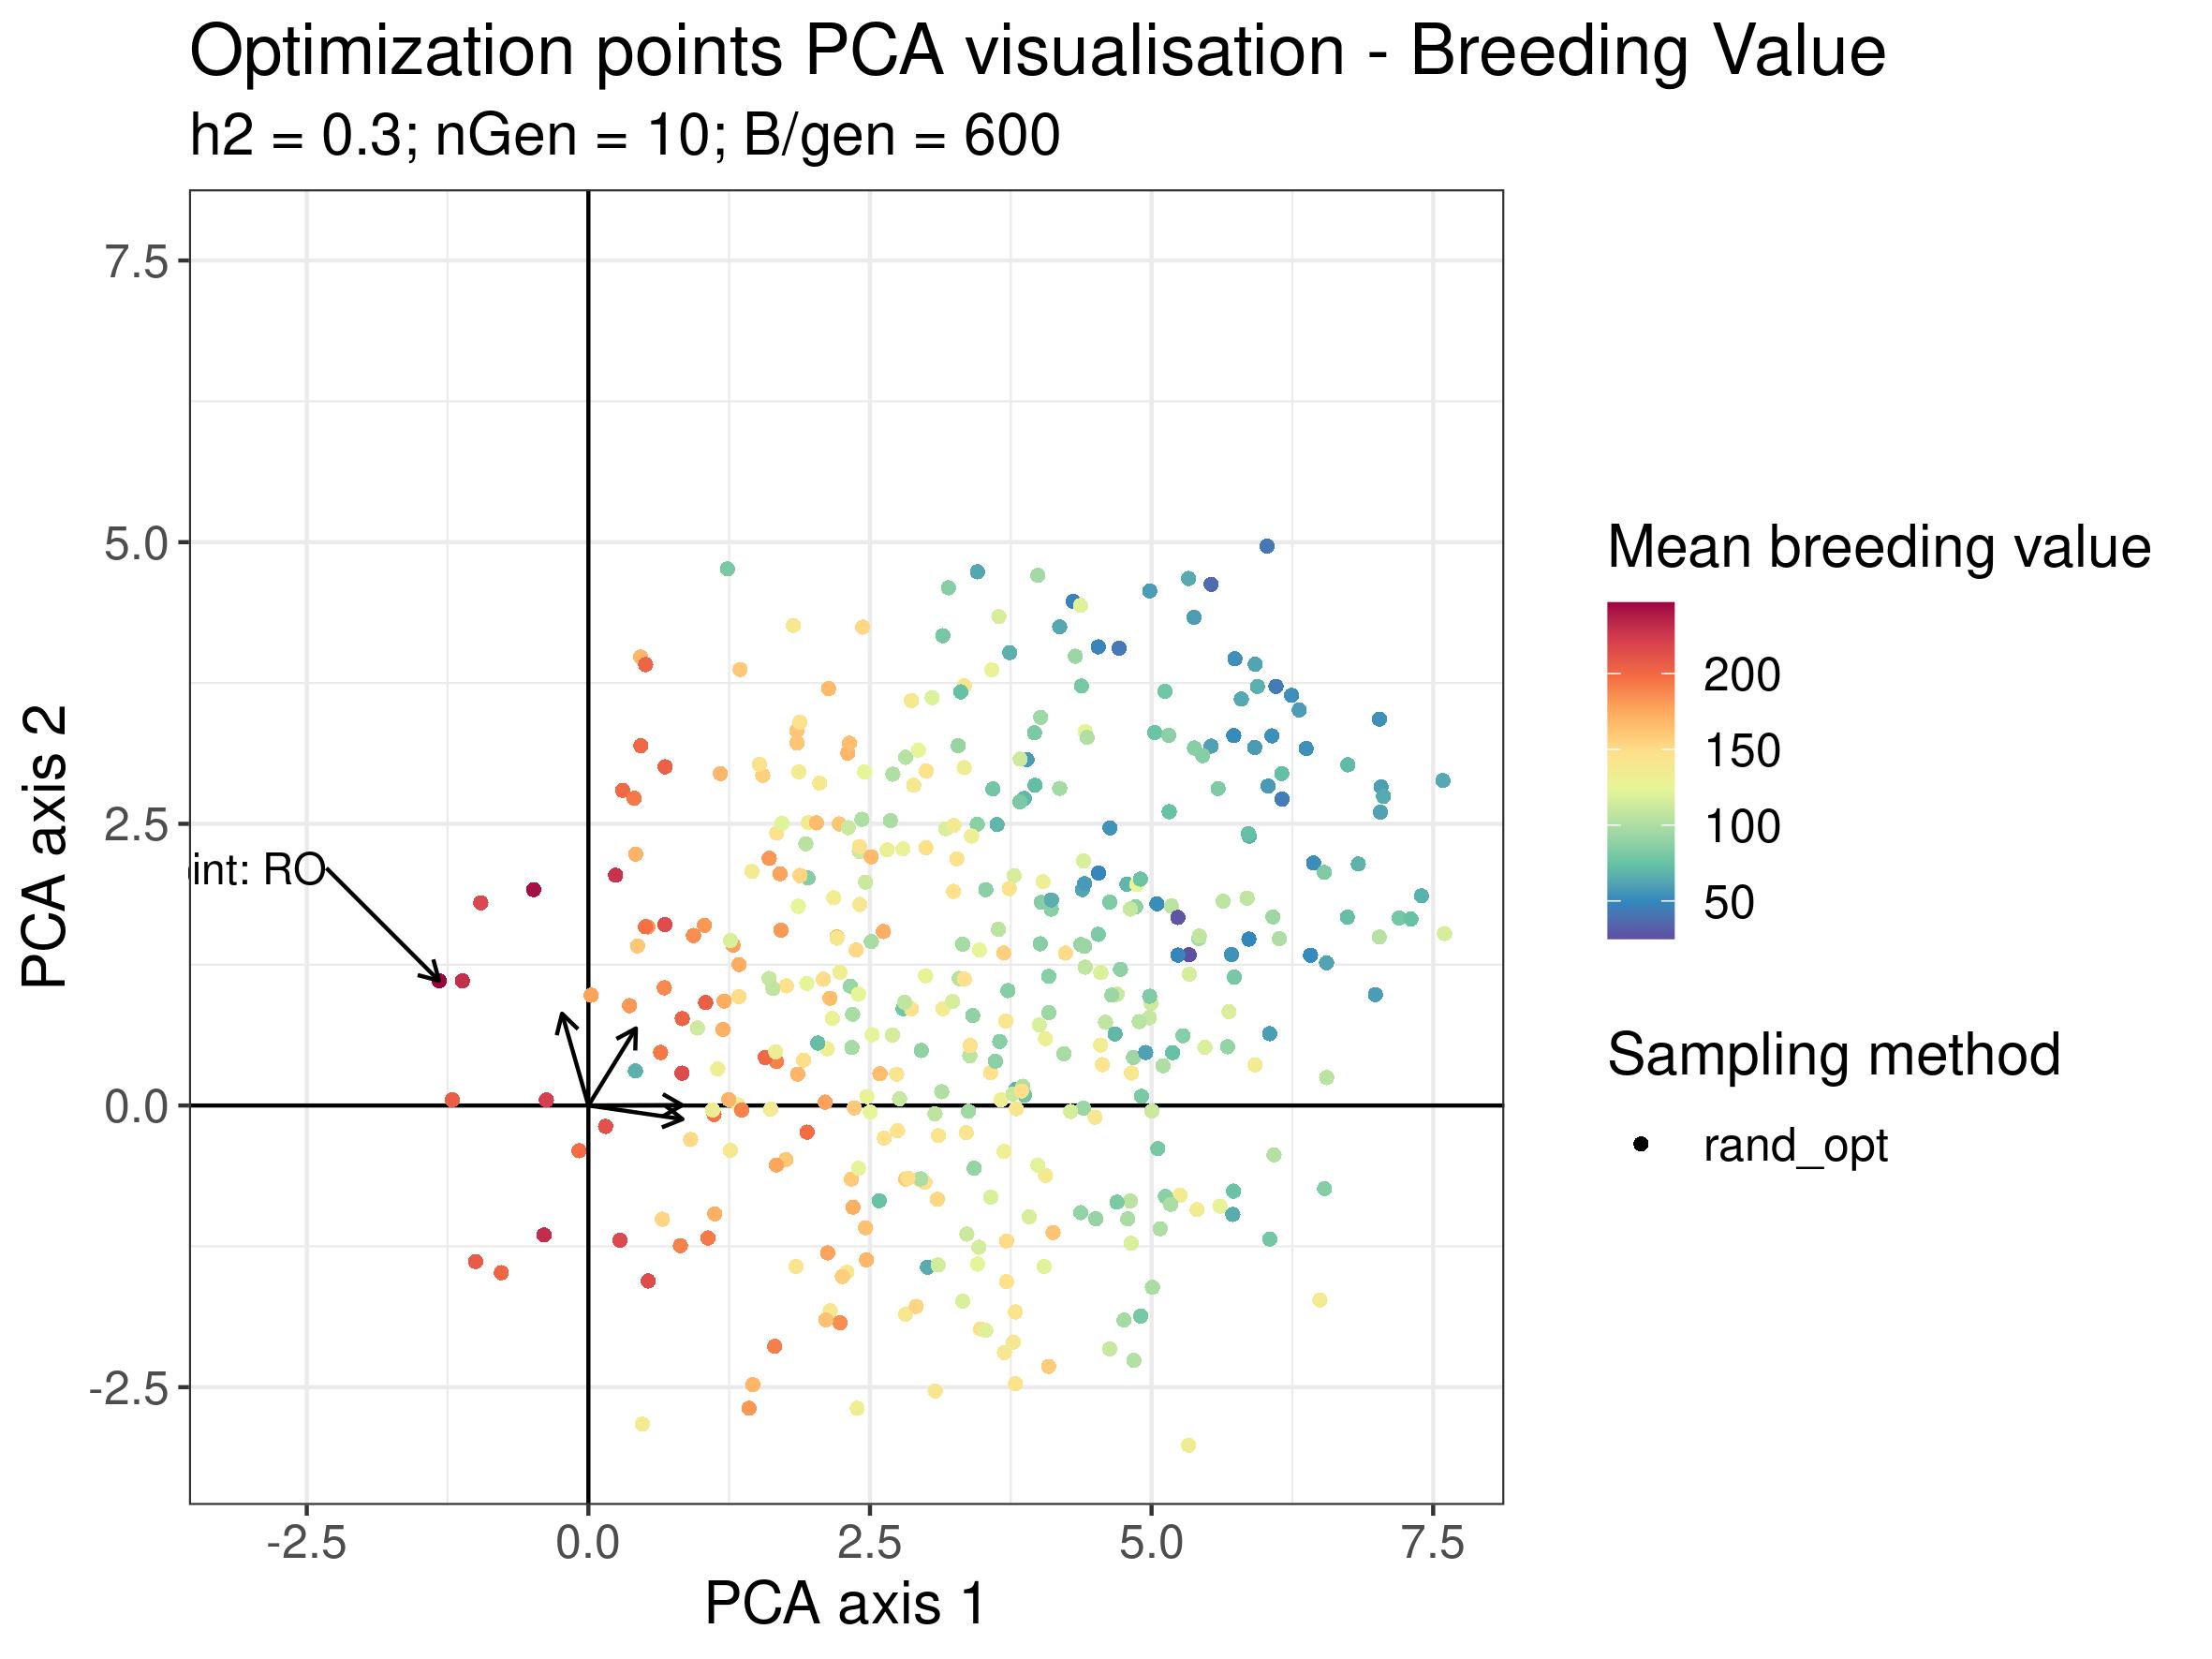 Optimization points PCA visualisation - Breeding Value
h2 = 0.3; nGen = 10; B/gen = 600
7.5
5.0
2.5
0.0
-2.5
PCA axis 2
int: RO
-2.5
0.0
2.5
5.0
7.5
PCA axis 1
Mean breeding value
200
150
100
50
Sampling method
rand_opt